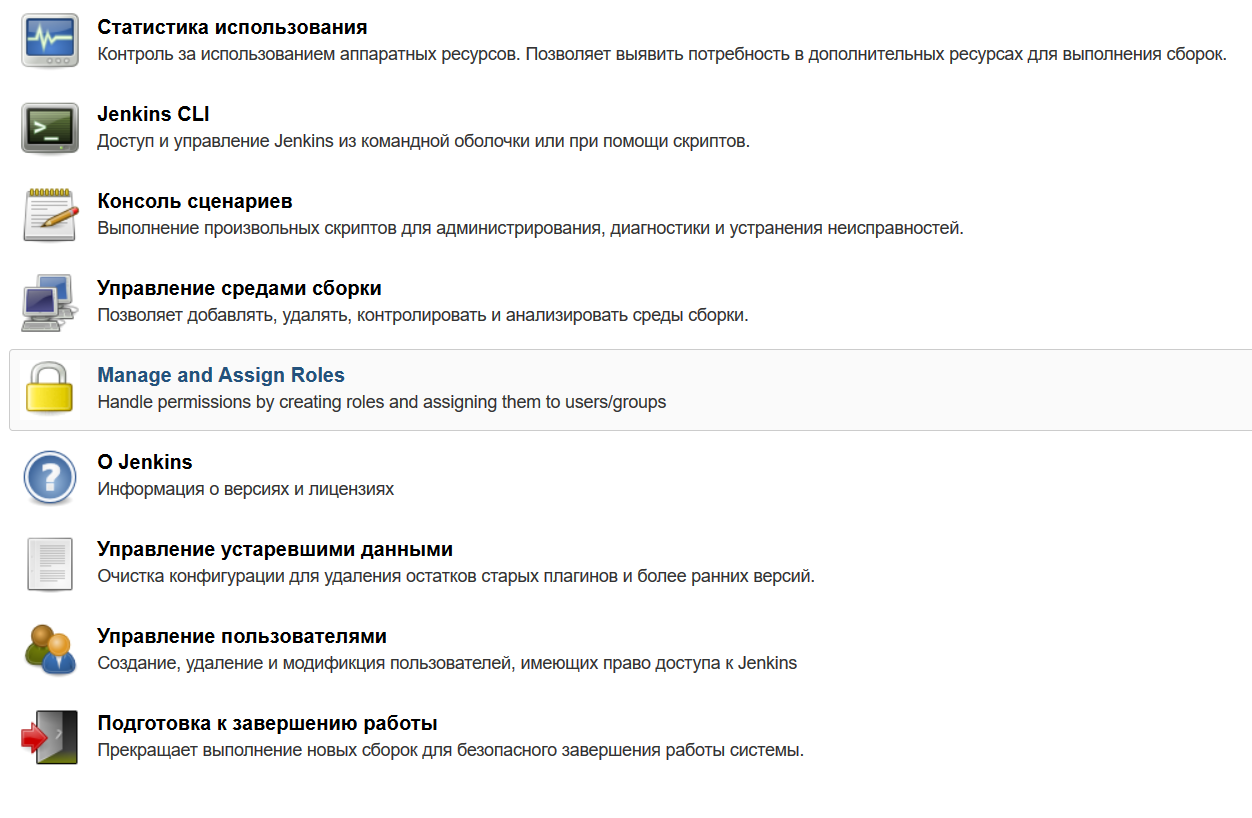 Статистика использования
Контроль за использованием аппаратных ресурсов. Позволяет выявить потребность в дополнительных ресурсах для выполнения сборок.
Jenkins CLI
Доступ и управление Jenkins из командной оболочки или при помощи скриптов.
Консоль сценариев
Выполнение произвольных скриптов для администрирования, диагностики и устранения неисправностей.
Управление средами сборки
Позволяет добавлять, удалять, контролировать и анализировать среды сборки.
Manage and Assign Roles
Handle permissions by creating roles and assigning them to users/groups
О Jenkins
Информация о версиях и лицензиях
Управление устаревшими данными
Очистка конфигурации для удаления остатков старых плагинов и более ранних версий.
Управление пользователями
Создание, удаление и модификция пользователей, имеющих право доступа к Jenkins
Подготовка к завершению работы
Прекращает выполнение новых сборок для безопасного завершения работы системы.